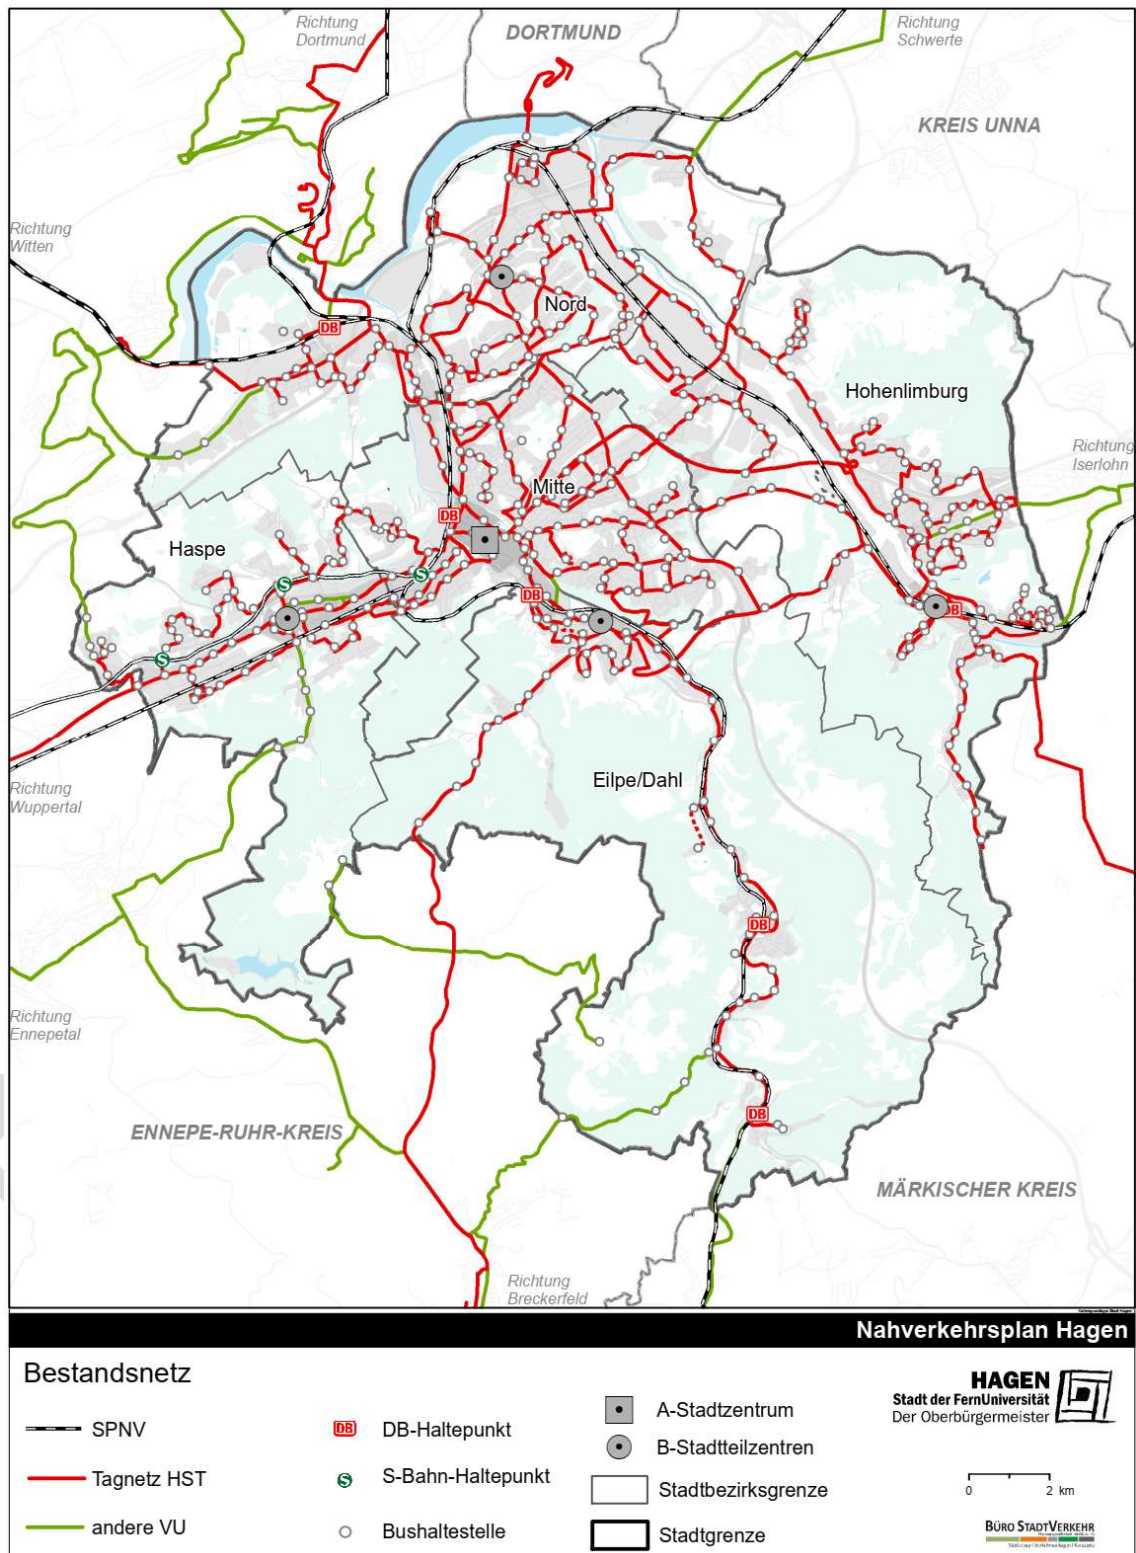 Richtung
Dortmund
DORTMUND
Richtung
Schwerte
KREIS UNNA
Richtung
Witten
DB
Nord
Hohenlimburg
Richtung
Iserlohn
Mitte
DB
Haspe
S
S
DB
DB
S
Eilpe/Dahl
Richtung
Wuppertal
DB
Richtung
Ennepetal
DB
ENNEPE-RUHR-KREIS
MÄRKISCHER KREIS
Richtung
Breckerfeld
Nahverkehrsplan Hagen
Bestandsnetz
HAGEN
Stadt der FernUniversität
Der Oberbürgermeister
SPNV
DB DB-Haltepunkt
A-Stadtzentrum
B-Stadtteilzentren
Tagnetz HST
S S-Bahn-Haltepunkt
Stadtbezirksgrenze
0 2 km
andere VU
Bushaltestelle
Stadtgrenze
BÜRO STADTVERKEHR